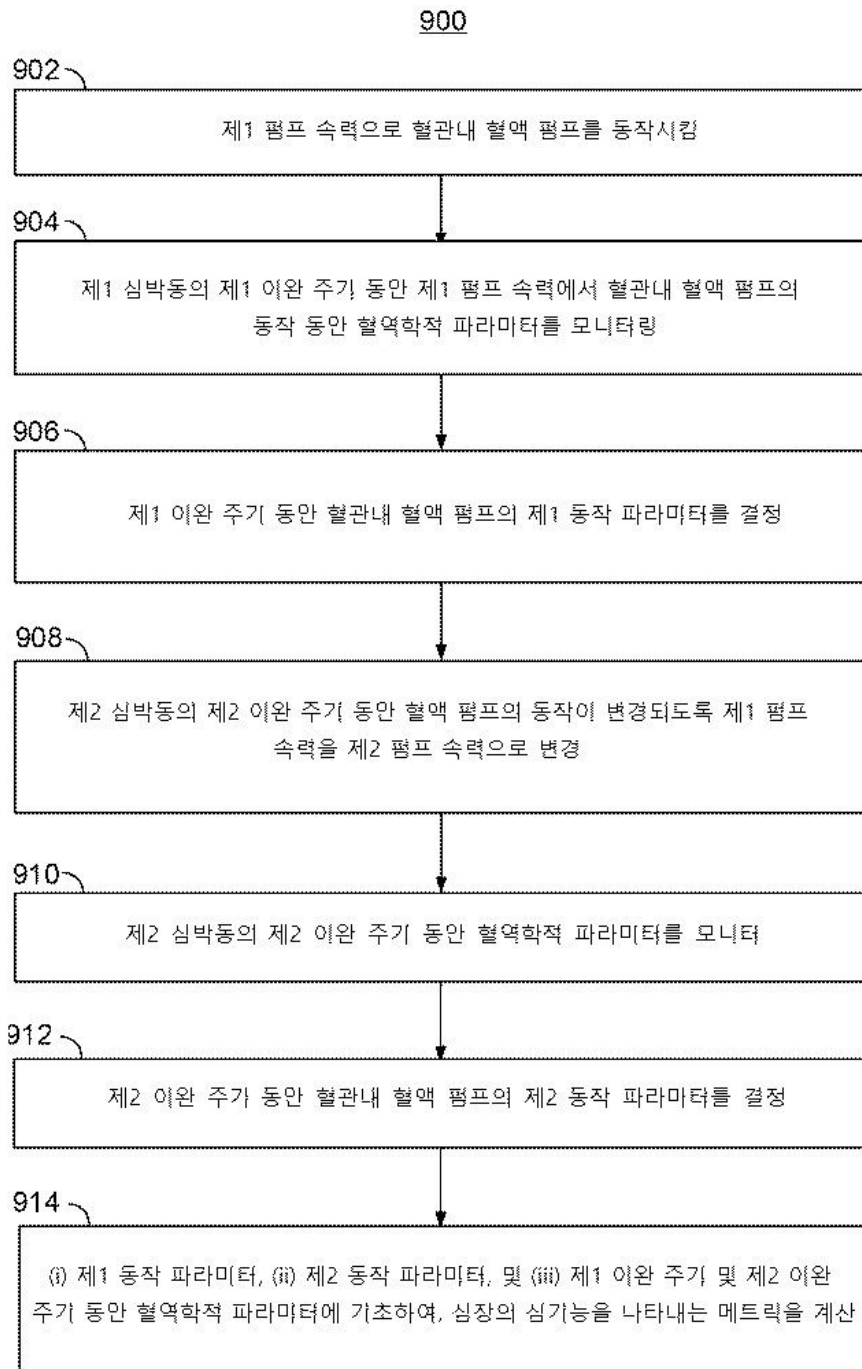 900
902
제1 펌프 속력으로 혈관내 혈액 펌프를 동작시킴
904
제1 심박동의 제1 이완 주기 동안 제1 펌프 속력에서 혈관내 혈액 펌프의
동작 동안 혈역학적 파라미터를 모니터링
906
제1 이완 주기 동안 혈관내 혈액 펌프의 제1 동작 파라미터를 결정
908
제2 심박동의 제2 이완 주기 동안 혈액 펌프의 동작이 변경되도록 제1 펌프
속력을 제2 펌프 속력으로 변경
910
제2 심박동의 제2 이완 주기 동안 혈역학적 파라미터를 모니터
912
제2 이완 주기 동안 혈관내 혈액 펌프의 제2 동작 파라미터를 결정
914
(i) 제1 동작 파라미터, (ii) 제2 동작 파라미터, 및 (iii) 제1 이완 주기 및 제2 이완
주기 동안 혈역학적 파라미터에 기초하여, 심장의 심기능을 나타내는 메트릭을 계산